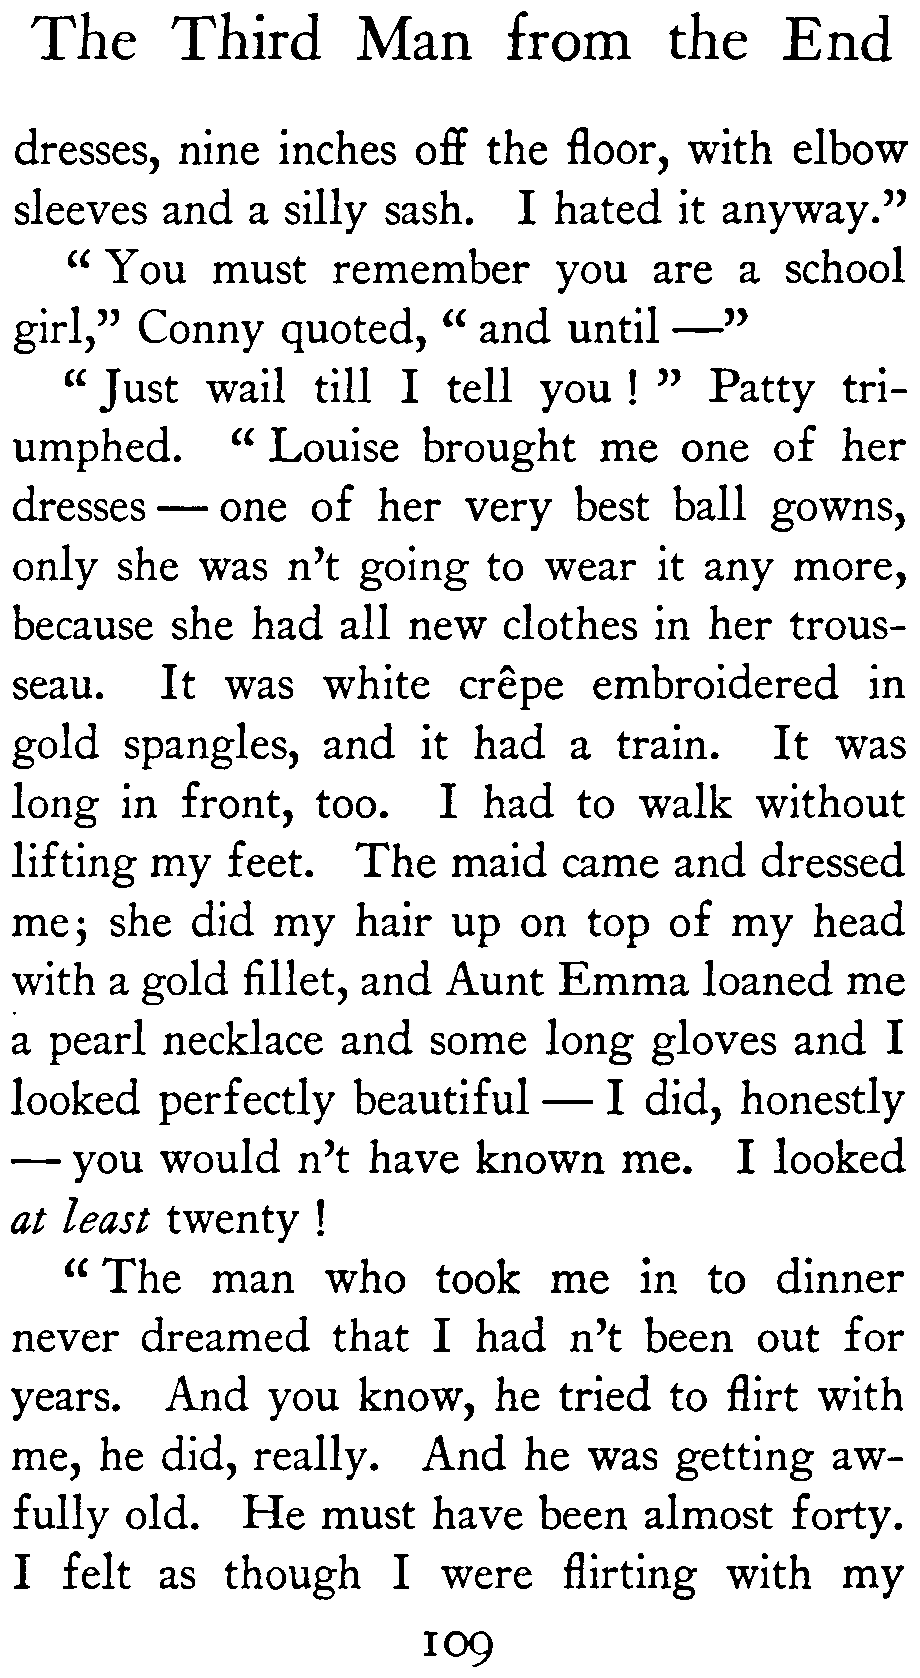 The Third Man from the End
dresses, nine inches off the floor, with elbow
sleeves and a silly sash. I hated it anyway.”
“ You must remember you are a school
girl,” Conny quoted, “ and until —”
“ Just wail till I tell you ! ” Patty tri-
umphed. “ Louise brought me one of her
dresses — one of her very best ball gowns,
only she was n’t going to wear it any more,
because she had all new clothes in her trous-
seau. It was white crêpe embroidered in
gold spangles, and it had a train. It was
long in front, too. I had to walk without
lifting my feet. The maid came and dressed
me; she did my hair up on top of my head
with a gold fillet, and Aunt Emma loaned me
a pearl necklace and some long gloves and I
looked perfectly beautiful — I did, honestly
— you would n’t have known me. I looked
at least twenty !
“ The man who took me in to dinner
never dreamed that I had n’t been out for
years. And you know, he tried to flirt with
me, he did, really. And he was getting aw-
fully old. He must have been almost forty.
I felt as though I were flirting with my
109